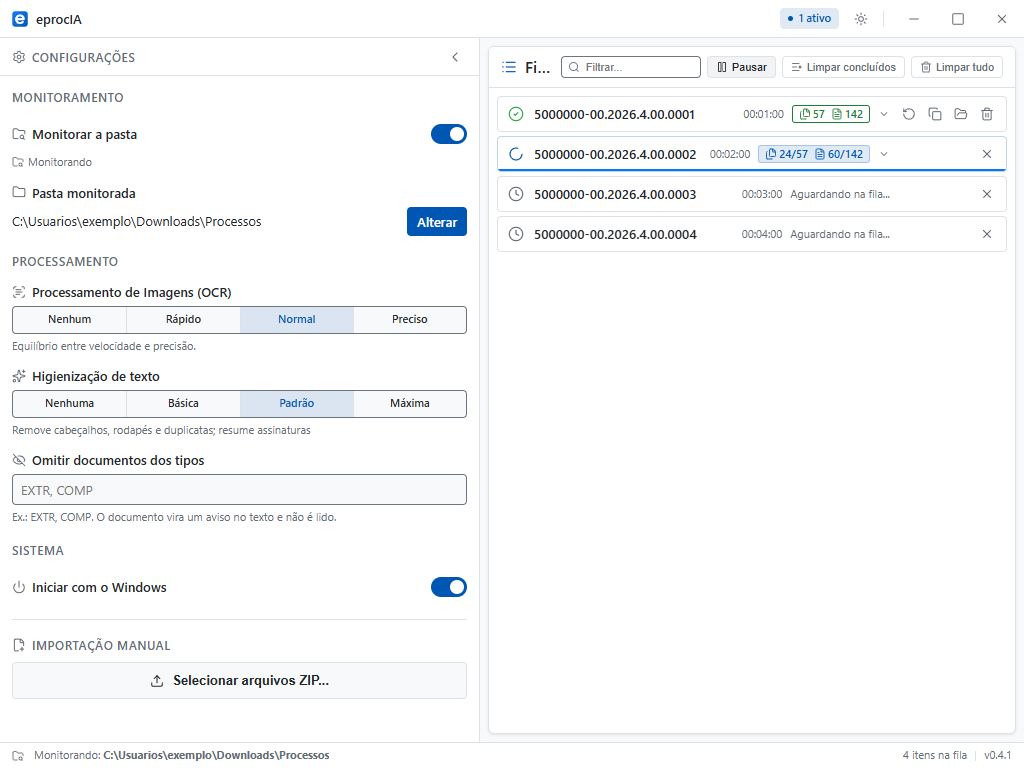 eprocIA
1 ativo
CONFIGURAÇÕES
MONITORAMENTO
Monitorar a pasta
Monitorando
Pasta monitorada
C:\Usuarios\exemplo\Downloads\Processos
Alterar
PROCESSAMENTO
Processamento de Imagens (OCR)
Nenhum Rápido Normal Preciso
Equilíbrio entre velocidade e precisão.
Higienização de texto
Nenhuma Básica Padrão Máxima
Remove cabeçalhos, rodapés e duplicatas; resume assinaturas
Omitir documentos dos tipos
EXTR, COMP
Ex.: EXTR, COMP. O documento vira um aviso no texto e não é lido.
SISTEMA
Iniciar com o Windows
IMPORTAÇÃO MANUAL
Selecionar arquivos ZIP...
Fi... Filtrar... Pausar Limpar concluídos Limpar tudo
5000000-00.2026.4.00.0001 00:01:00 57 142
5000000-00.2026.4.00.0002 00:02:00 24/57 60/142
5000000-00.2026.4.00.0003 00:03:00 Aguardando na fila...
5000000-00.2026.4.00.0004 00:04:00 Aguardando na fila...
Monitorando: C:\Usuarios\exemplo\Downloads\Processos
4 itens na fila v0.4.1